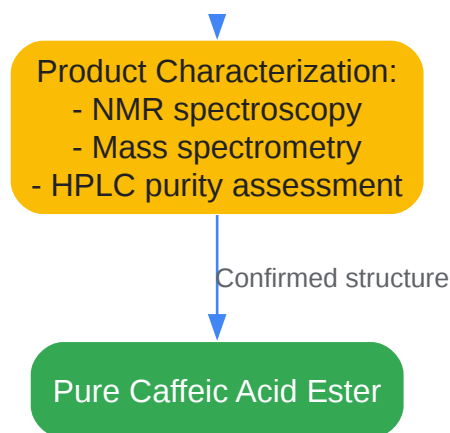 Product Characterization:
- NMR spectroscopy
- Mass spectrometry
- HPLC purity assessment
Confirmed structure
Pure Caffeic Acid Ester